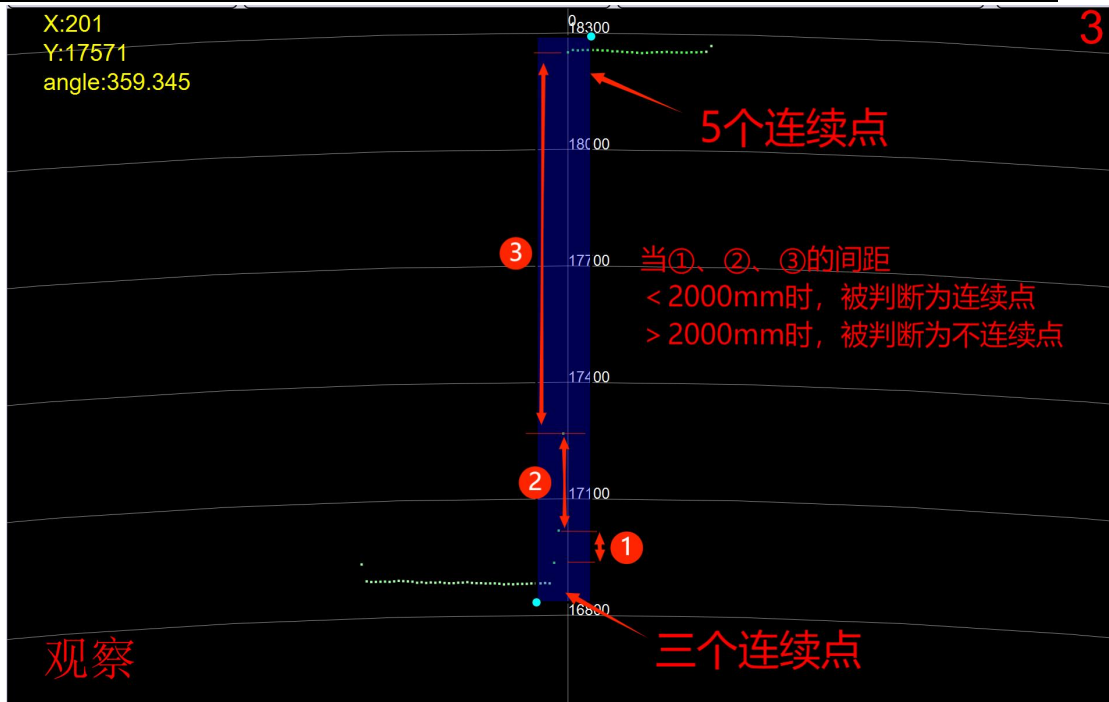 X:201
Y:17571
angle:359.345
0
18300
3
5个连续点
18000
③
17700
当①、②、③的间距
＜2000mm时，被判断为连续点
＞2000mm时，被判断为不连续点
17400
②
17100
①
16800
三个连续点
观察